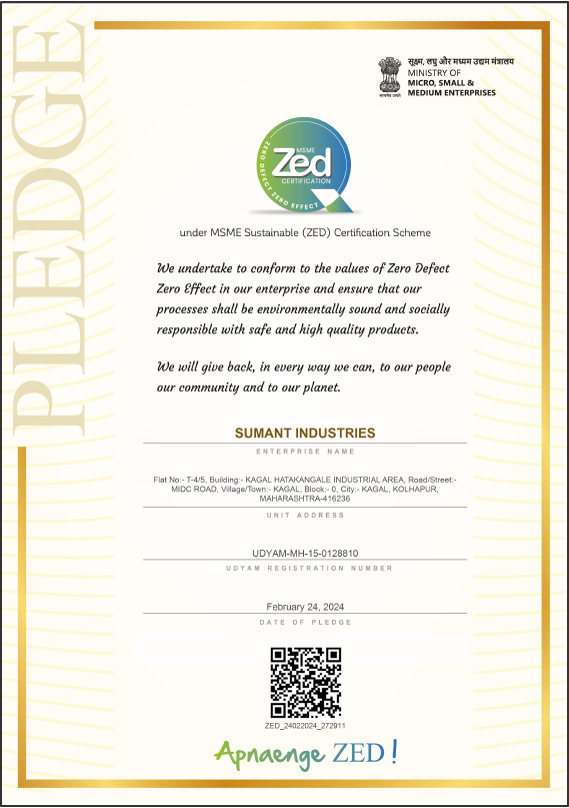 PLEDGE
सूक्ष्म, लघु और मध्यम उद्यम मंत्रालय
MINISTRY OF
MICRO, SMALL &
MEDIUM ENTERPRISES
सत्यमेव जयते
MSME
Zed
CERTIFICATION
ZERO DEFECT ZERO EFFECT
under MSME Sustainable (ZED) Certification Scheme
We undertake to conform to the values of Zero Defect
Zero Effect in our enterprise and ensure that our
processes shall be environmentally sound and socially
responsible with safe and high quality products.
We will give back, in every way we can, to our people
our community and to our planet.
SUMANT INDUSTRIES
ENTERPRISE NAME
Flat No:- T-4/5, Building:- KAGAL HATAKANGALE INDUSTRIAL AREA, Road/Street:-
MIDC ROAD, Village/Town:- KAGAL, Block:- 0, City:- KAGAL, KOLHAPUR,
MAHARASHTRA-416236
UNIT ADDRESS
UDYAM-MH-15-0128810
UDYAM REGISTRATION NUMBER
February 24, 2024
DATE OF PLEDGE
ZED_24022024_272911
Apnaenge ZED!